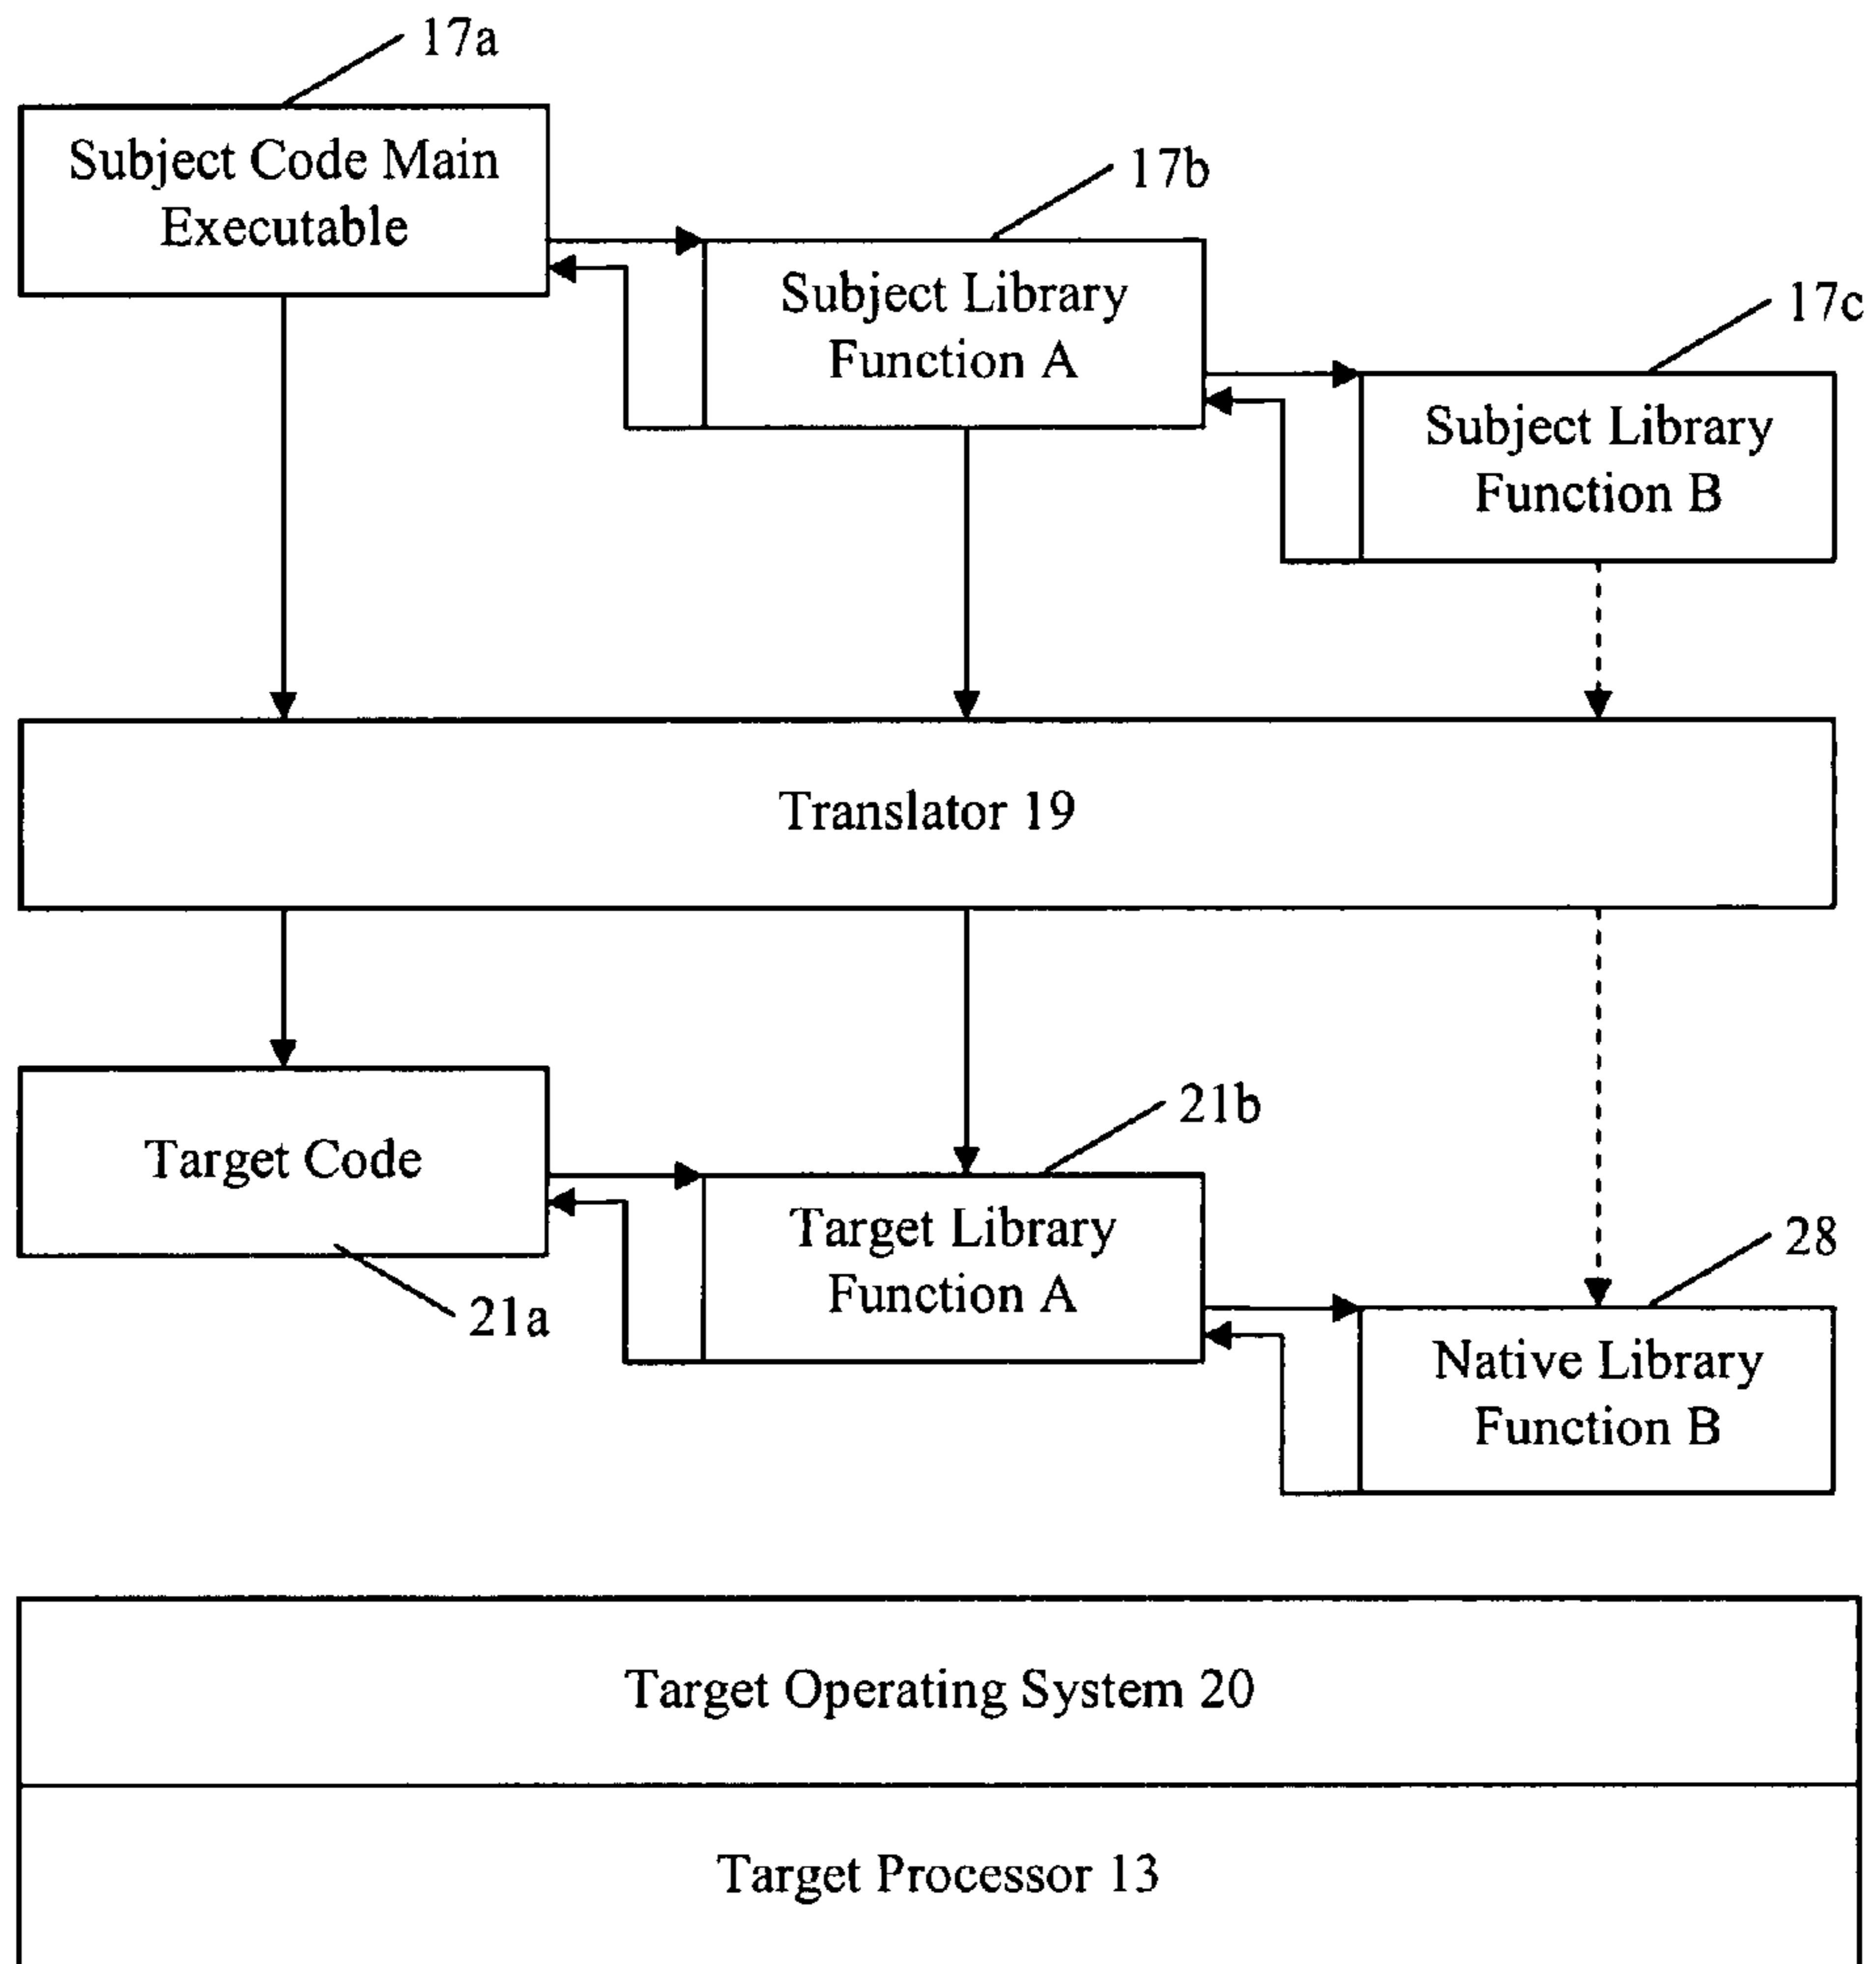 17a
Subject Code Main
Executable
17b
Subject Library
Function A
17c
Subject Library
Function B
Translator 19
Target Code
21a
21b
Target Library
Function A
28
Native Library
Function B
Target Operating System 20
Target Processor 13